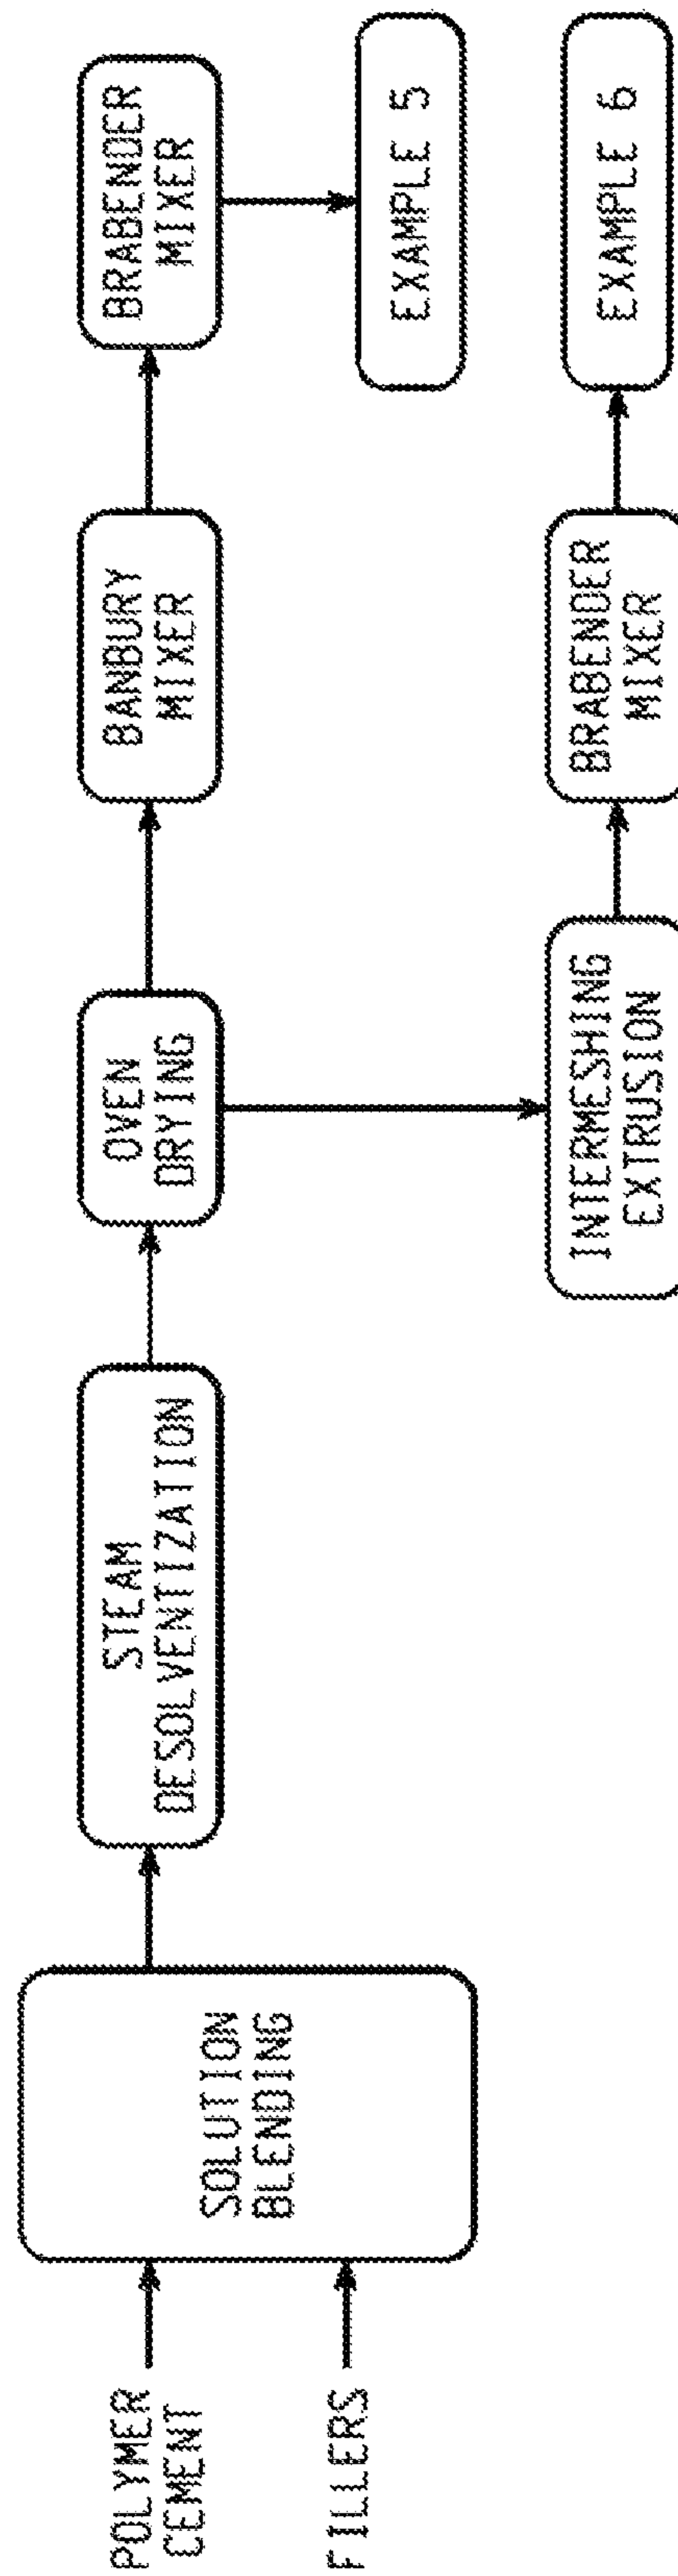 POLYMER
CEMENT
FILLERS
SOLUTION
BLENDING
STEAM
DESOLVENTIZATION
OVEN
DRYING
BANBURY
MIXER
BRABENDER
MIXER
EXAMPLE 5
INTERMESHING
EXTRUSION
BRABENDER
MIXER
EXAMPLE 6